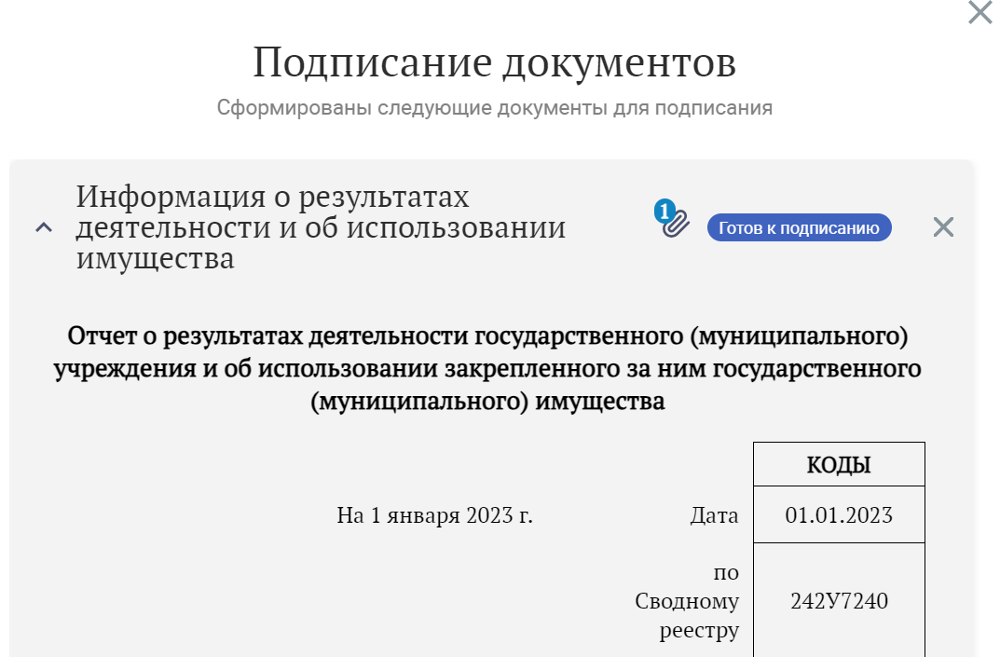 Подписание документов
Сформированы следующие документы для подписания
Информация о результатах
деятельности и об использовании
имущества
1
Готов к подписанию
Отчет о результатах деятельности государственного (муниципального)
учреждения и об использовании закрепленного за ним государственного
(муниципального) имущества
КОДЫ
На 1 января 2023 г. Дата 01.01.2023
по
Сводному 242У7240
реестру